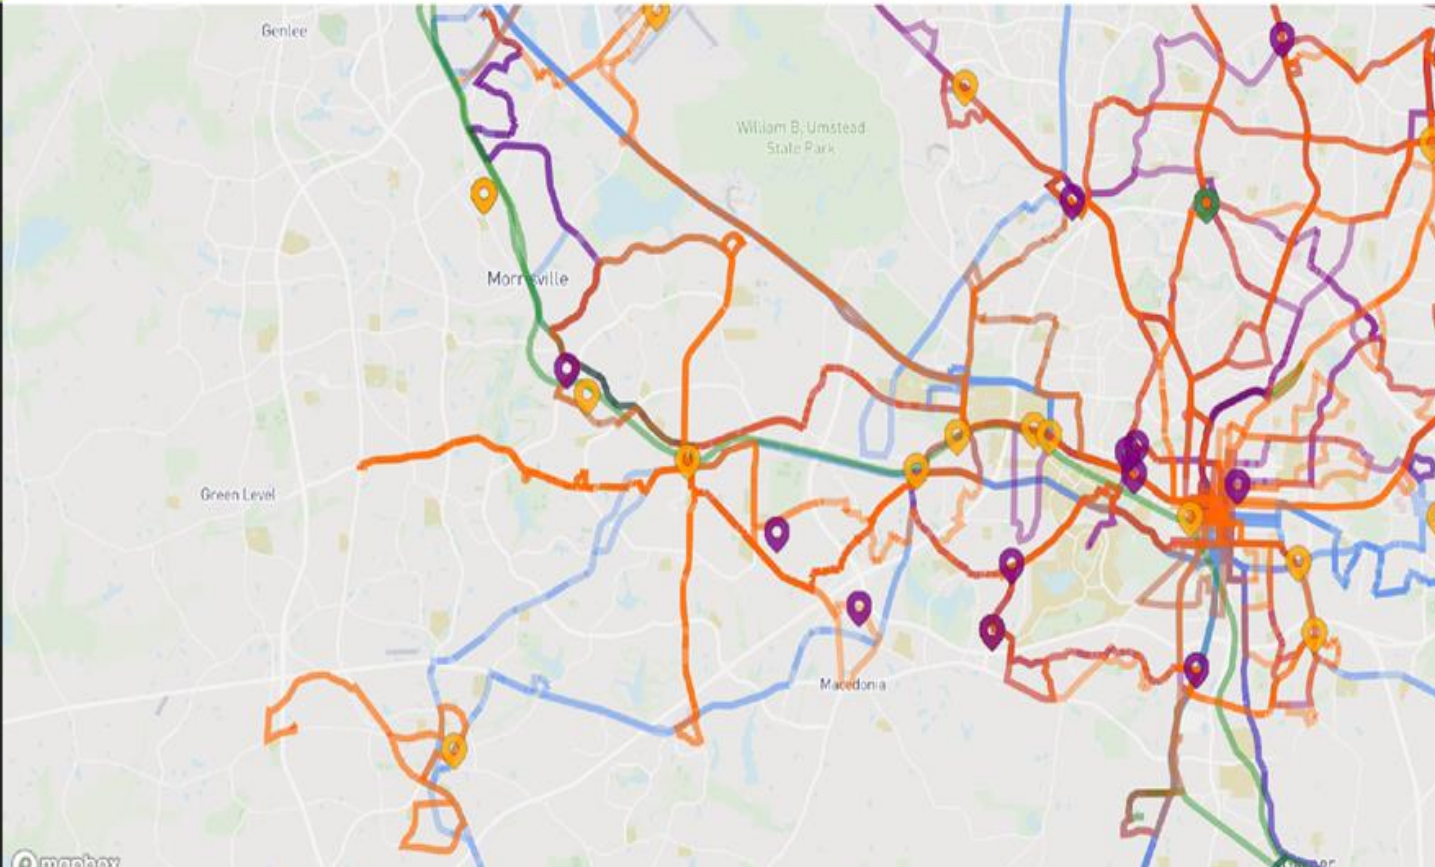 Genlee
William B. Umstead
State Park
Morrisville
Green Level
Macedonia
mapbox